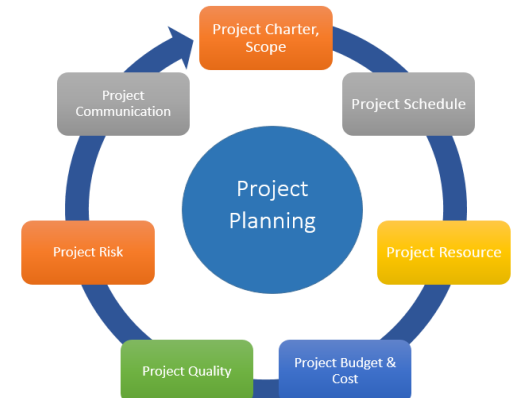 Project Charter,
Scope
Project Schedule
Project Resource
Project Budget &
Cost
Project Quality
Project Risk
Project
Communication
Project
Planning